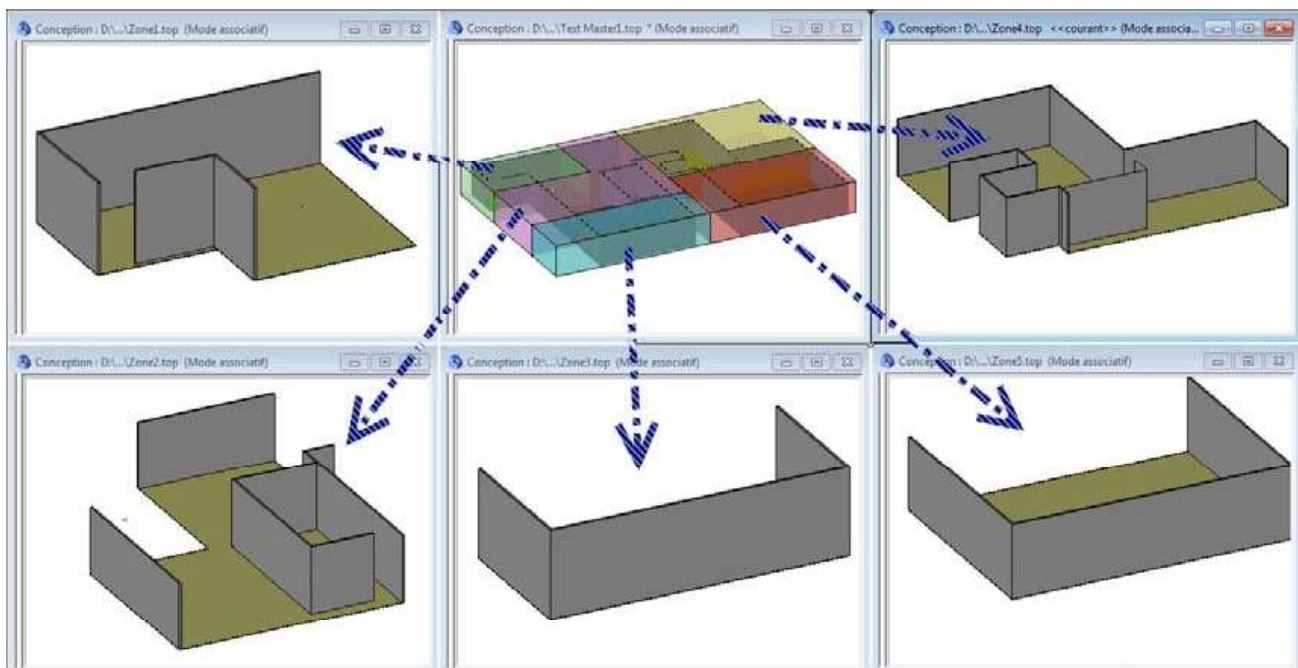 Conception : D:\...\Zone1.top (Mode associatif)
Conception : D:\...\Test Master1.top * (Mode associatif)
Conception : D:\...\Zone4.top <<courant>> (Mode associa...
Conception : D:\...\Zone2.top (Mode associatif)
Conception : D:\...\Zone3.top (Mode associatif)
Conception : D:\...\Zone5.top (Mode associatif)